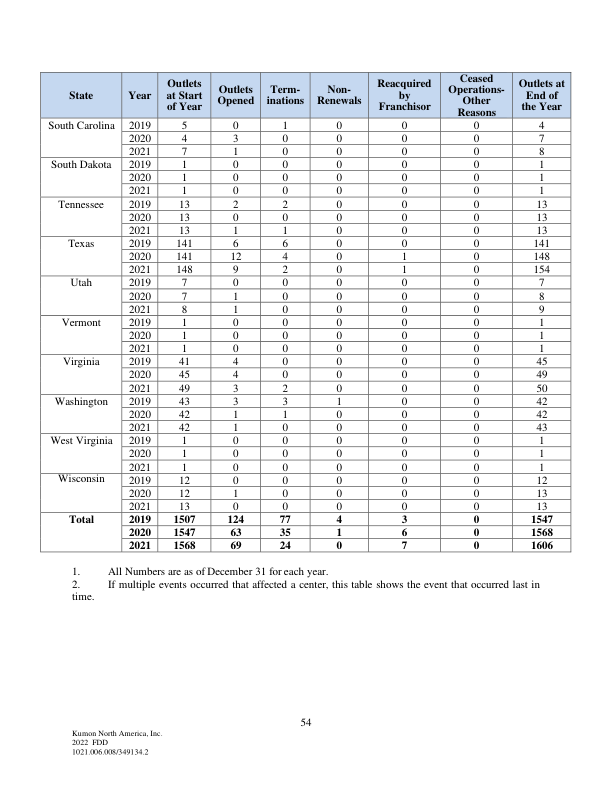 State Year Outlets at Start of Year Outlets Opened Term-inations Non-Renewals Reacquired by Franchisor Ceased Operations-Other Reasons Outlets at End of the Year
South Carolina 2019 5 0 1 0 0 0 4
2020 4 3 0 0 0 0 7
2021 7 1 0 0 0 0 8
South Dakota 2019 1 0 0 0 0 0 1
2020 1 0 0 0 0 0 1
2021 1 0 0 0 0 0 1
Tennessee 2019 13 2 2 0 0 0 13
2020 13 0 0 0 0 0 13
2021 13 1 1 0 0 0 13
Texas 2019 141 6 6 0 0 0 141
2020 141 12 4 0 1 0 148
2021 148 9 2 0 1 0 154
Utah 2019 7 0 0 0 0 0 7
2020 7 1 0 0 0 0 8
2021 8 1 0 0 0 0 9
Vermont 2019 1 0 0 0 0 0 1
2020 1 0 0 0 0 0 1
2021 1 0 0 0 0 0 1
Virginia 2019 41 4 0 0 0 0 45
2020 45 4 0 0 0 0 49
2021 49 3 2 0 0 0 50
Washington 2019 43 3 3 1 0 0 42
2020 42 1 1 0 0 0 42
2021 42 1 0 0 0 0 43
West Virginia 2019 1 0 0 0 0 0 1
2020 1 0 0 0 0 0 1
2021 1 0 0 0 0 0 1
Wisconsin 2019 12 0 0 0 0 0 12
2020 12 1 0 0 0 0 13
2021 13 0 0 0 0 0 13
Total 2019 1507 124 77 4 3 0 1547
2020 1547 63 35 1 6 0 1568
2021 1568 69 24 0 7 0 1606
1. All Numbers are as of December 31 for each year.
2. If multiple events occurred that affected a center, this table shows the event that occurred last in
time.
54
Kumon North America, Inc.
2022 FDD
1021.006.008/349134.2